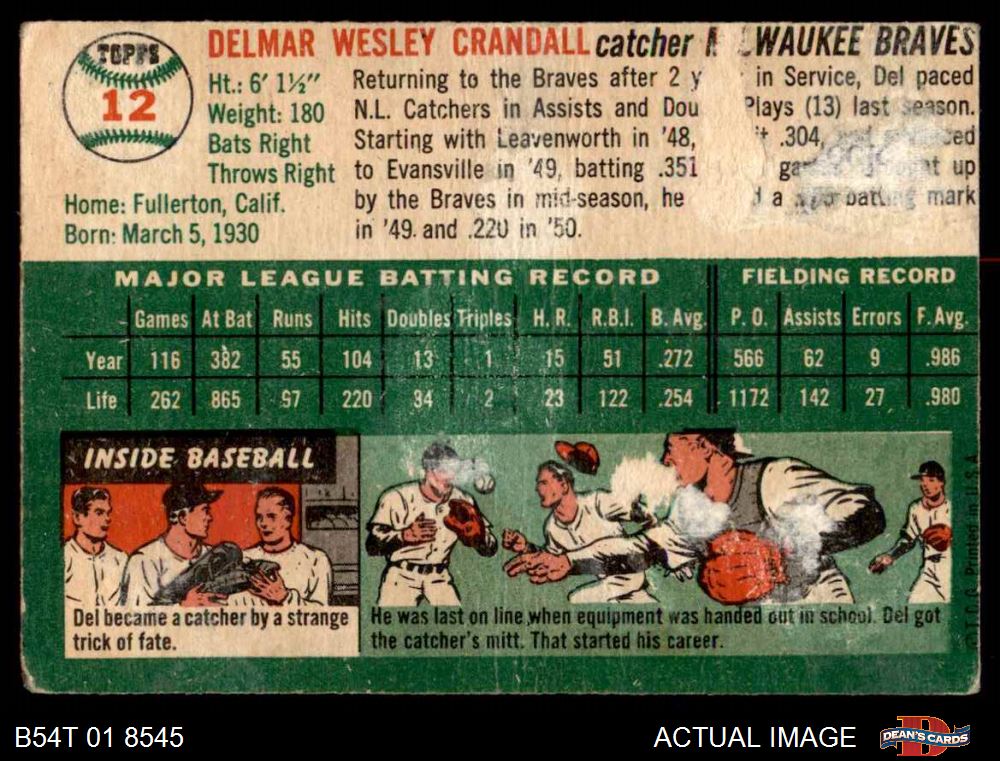 TOPPS
12
DELMAR WESLEY CRANDALL catcher WAUKEE BRAVES
Ht.: 6' 1½"
Weight: 180
Bats Right
Throws Right
Home: Fullerton, Calif.
Born: March 5, 1930
Returning to the Braves after 2 y in Service, Del paced
N.L. Catchers in Assists and Dou Plays (13) last season.
Starting with Leavenworth in '48, .304,
to Evansville in '49, batting .351 up
by the Braves in mid-season, he a batting mark
in '49 and .220 in '50.
MAJOR LEAGUE BATTING RECORD FIELDING RECORD
Games At Bat Runs Hits Doubles Triples H. R. R.B.I. B. Avg. P. O. Assists Errors F. Avg.
Year 116 382 55 104 13 1 15 51 .272 566 62 9 .986
Life 262 865 97 220 34 2 23 122 .254 1172 142 27 .980
INSIDE BASEBALL
Del became a catcher by a strange
trick of fate.
He was last on line when equipment was handed out in school. Del got
the catcher's mitt. That started his career.
© T. C. G. Printed in U.S.A.
B54T 01 8545
ACTUAL IMAGE
DEAN'S CARDS